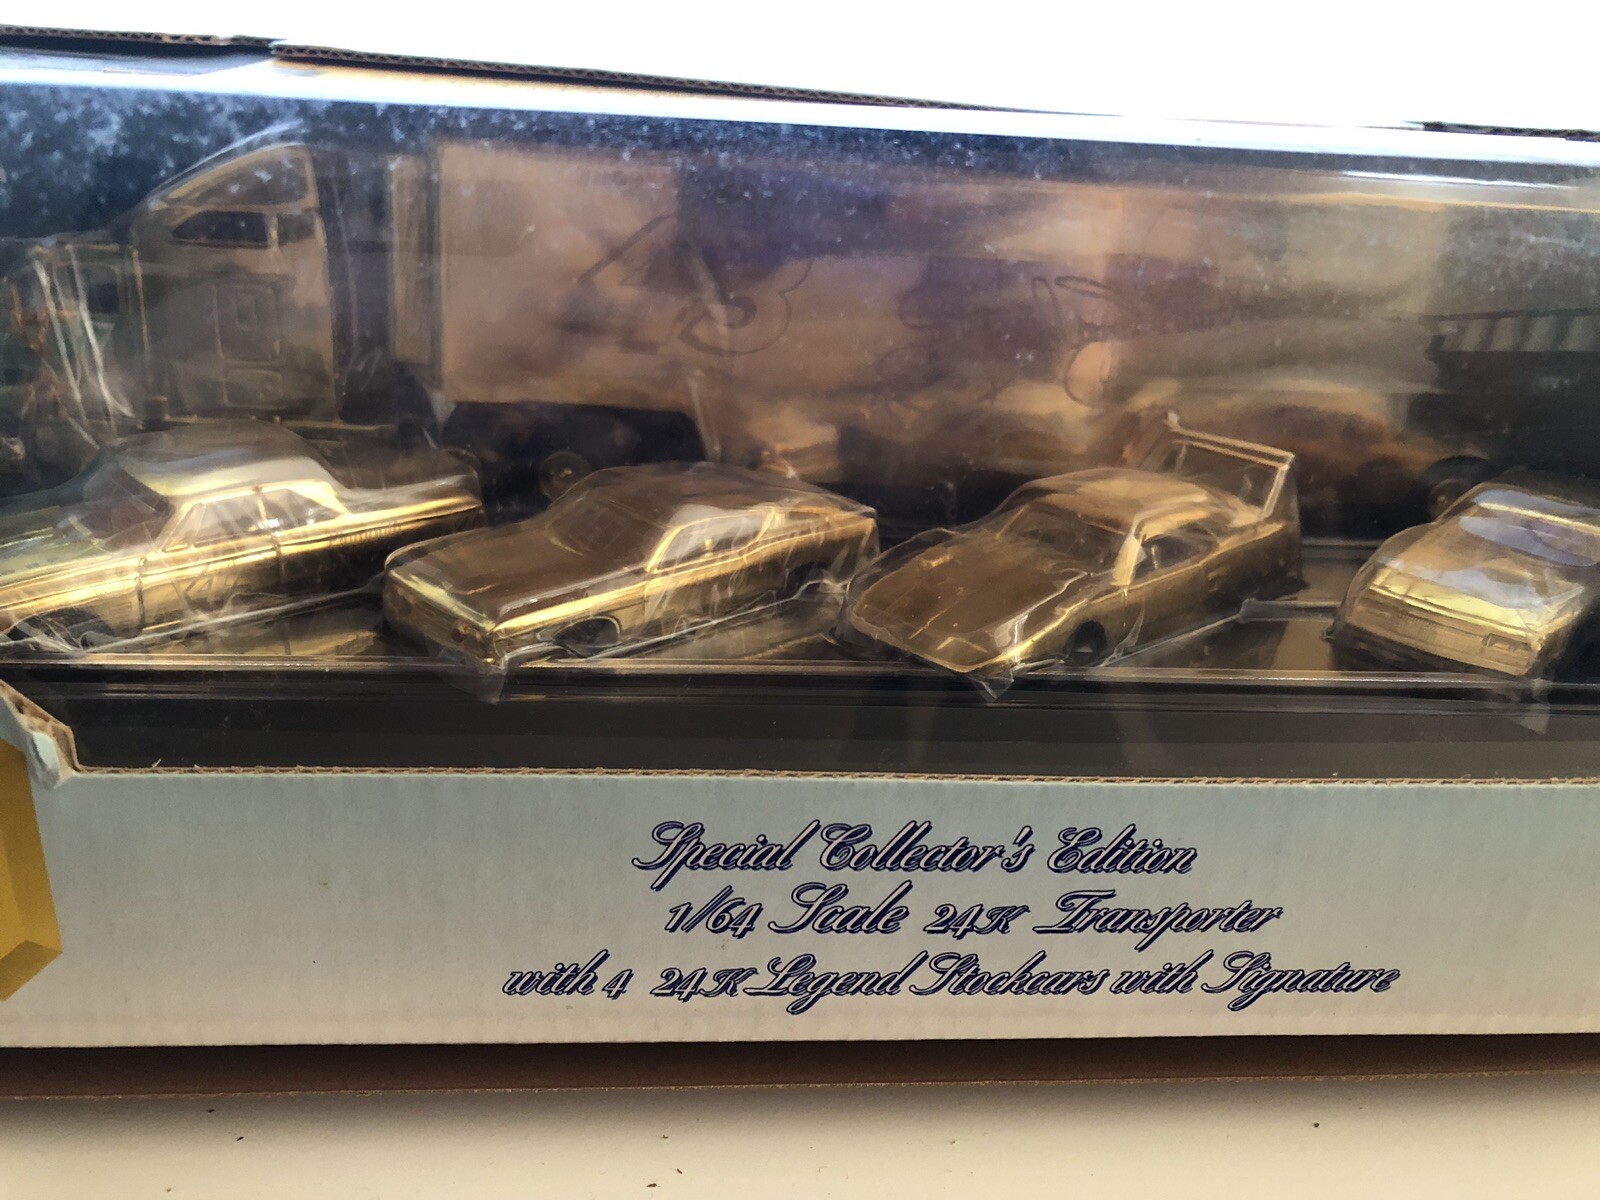 43
Special Collector's Edition
1/64 Scale 24K Transporter
with 4 24K Legend Stockcars with Signature